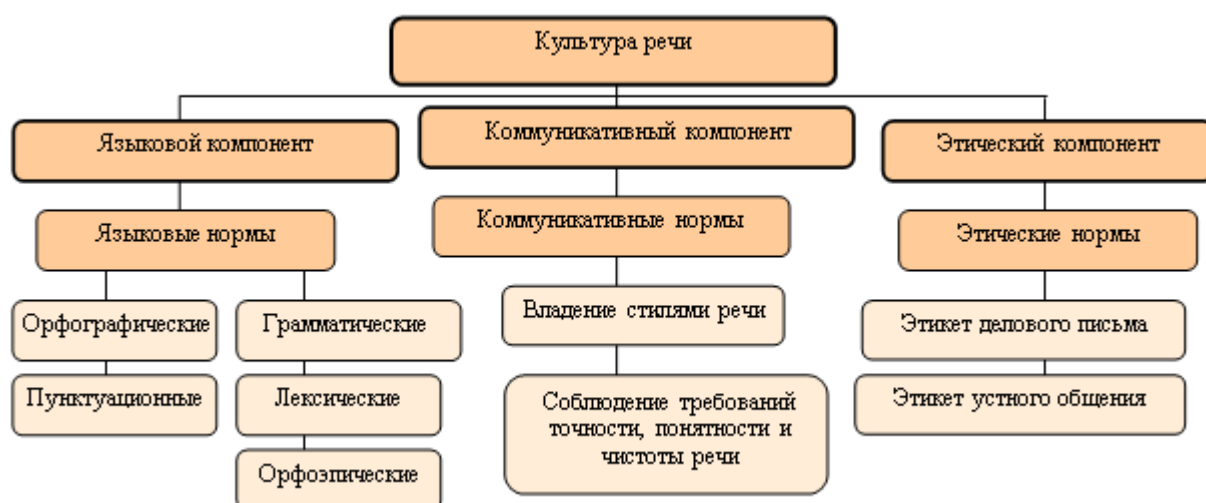 Культура речи
Языковой компонент
Коммуникативный компонент
Этический компонент
Языковые нормы
Коммуникативные нормы
Этические нормы
Орфографические
Грамматические
Владение стилями речи
Этикет делового письма
Пунктуационные
Лексические
Соблюдение требований
точности, понятности и
чистоты речи
Этикет устного общения
Орфоэпические